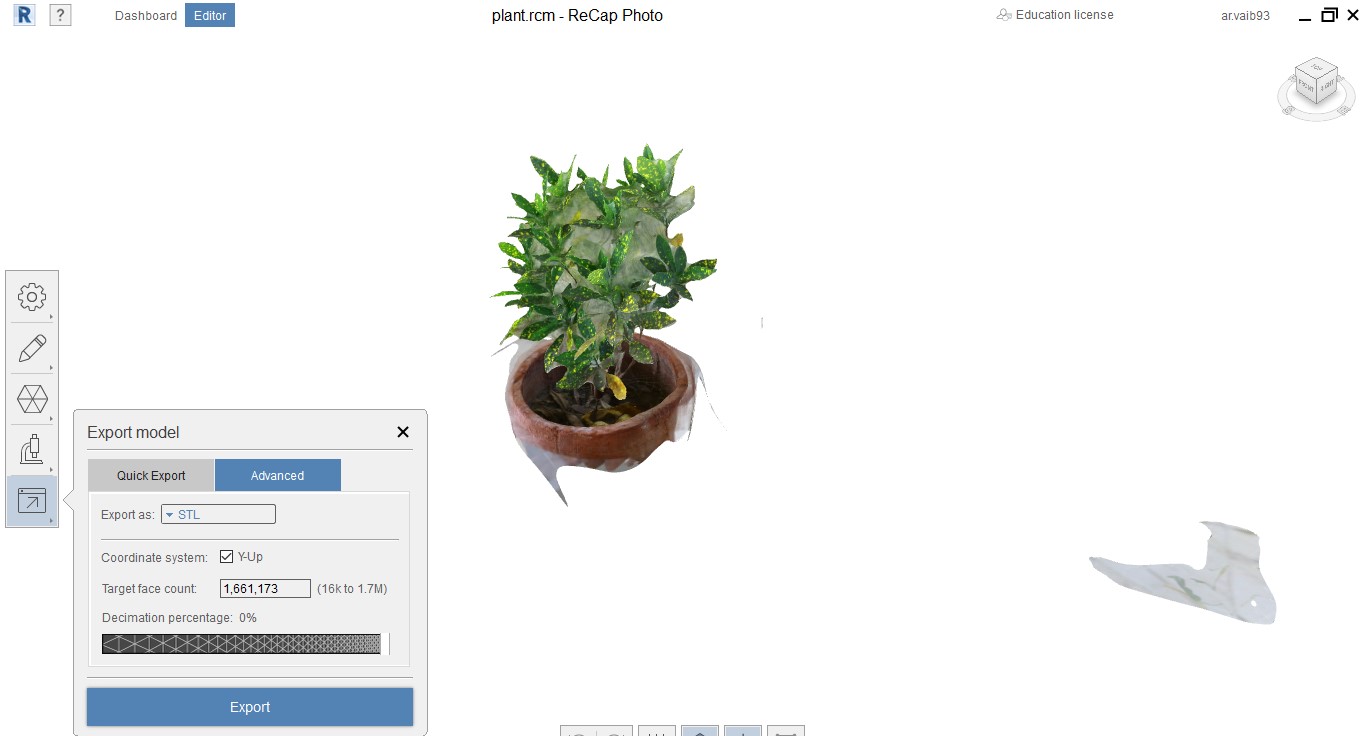 R ? Dashboard Editor plant.rcm - ReCap Photo Education license ar.vaib93
TOP
FRONT
Export model
Quick Export Advanced
Export as: STL
Coordinate system: Y-Up
Target face count: 1,661,173 (16k to 1.7M)
Decimation percentage: 0%
Export